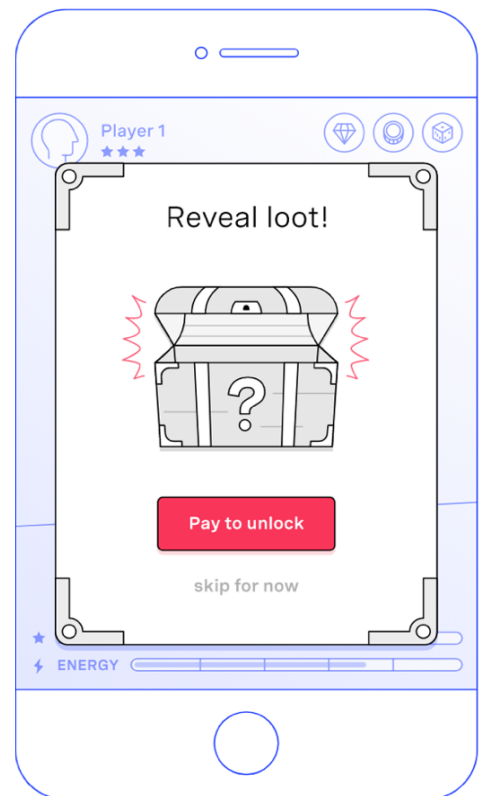 Player 1
Reveal loot!
?
Pay to unlock
skip for now
ENERGY